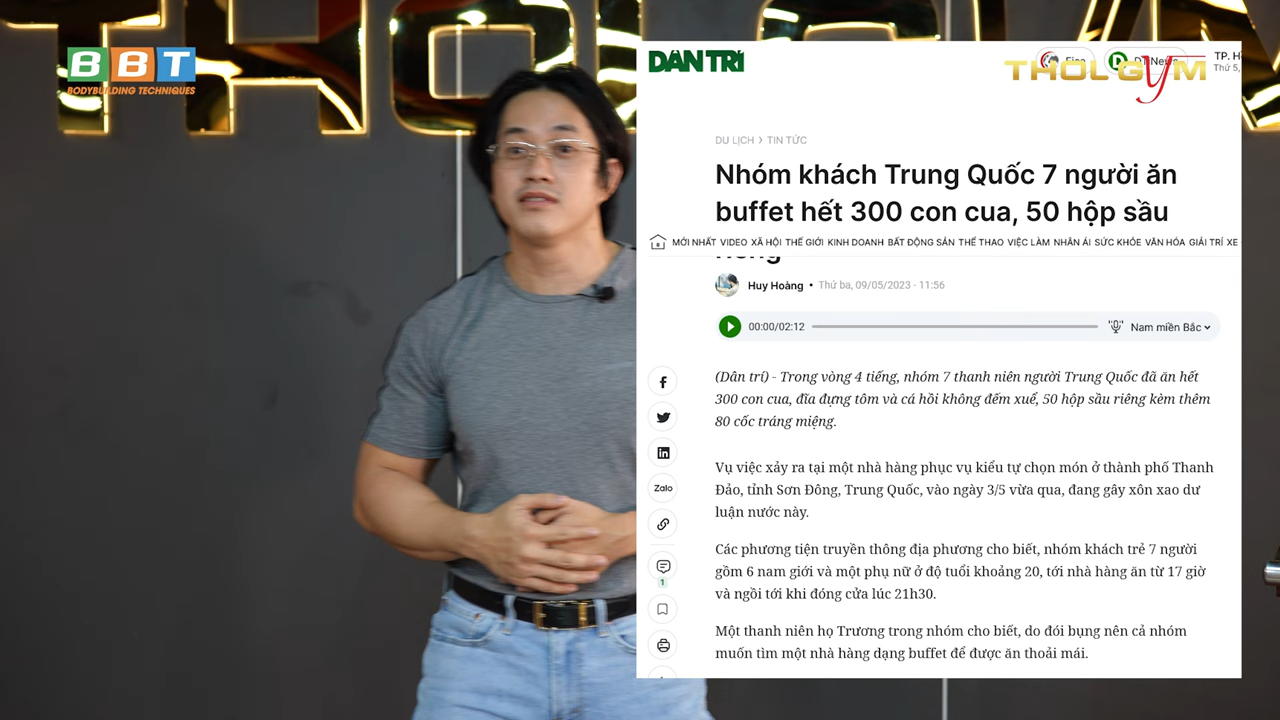 BBT
BODYBUILDING TECHNIQUES
THOL GYM
DÂN TRÍ
TP. H
Thứ 5,
DU LỊCH › TIN TỨC
Nhóm khách Trung Quốc 7 người ăn
buffet hết 300 con cua, 50 hộp sầu
MỚI NHẤT VIDEO XÃ HỘI THẾ GIỚI KINH DOANH BẤT ĐỘNG SẢN THỂ THAO VIỆC LÀM NHÂN ÁI SỨC KHỎE VĂN HÓA GIẢI TRÍ XE
riêng
Huy Hoàng • Thứ ba, 09/05/2023 - 11:56
00:00/02:12 Nam miền Bắc
(Dân trí) - Trong vòng 4 tiếng, nhóm 7 thanh niên người Trung Quốc đã ăn hết
300 con cua, đĩa đựng tôm và cá hồi không đếm xuể, 50 hộp sầu riêng kèm thêm
80 cốc tráng miệng.
Vụ việc xảy ra tại một nhà hàng phục vụ kiểu tự chọn món ở thành phố Thanh
Đảo, tỉnh Sơn Đông, Trung Quốc, vào ngày 3/5 vừa qua, đang gây xôn xao dư
luận nước này.
Zalo
Các phương tiện truyền thông địa phương cho biết, nhóm khách trẻ 7 người
gồm 6 nam giới và một phụ nữ ở độ tuổi khoảng 20, tới nhà hàng ăn từ 17 giờ
và ngồi tới khi đóng cửa lúc 21h30.
1
Một thanh niên họ Trương trong nhóm cho biết, do đói bụng nên cả nhóm
muốn tìm một nhà hàng dạng buffet để được ăn thoải mái.